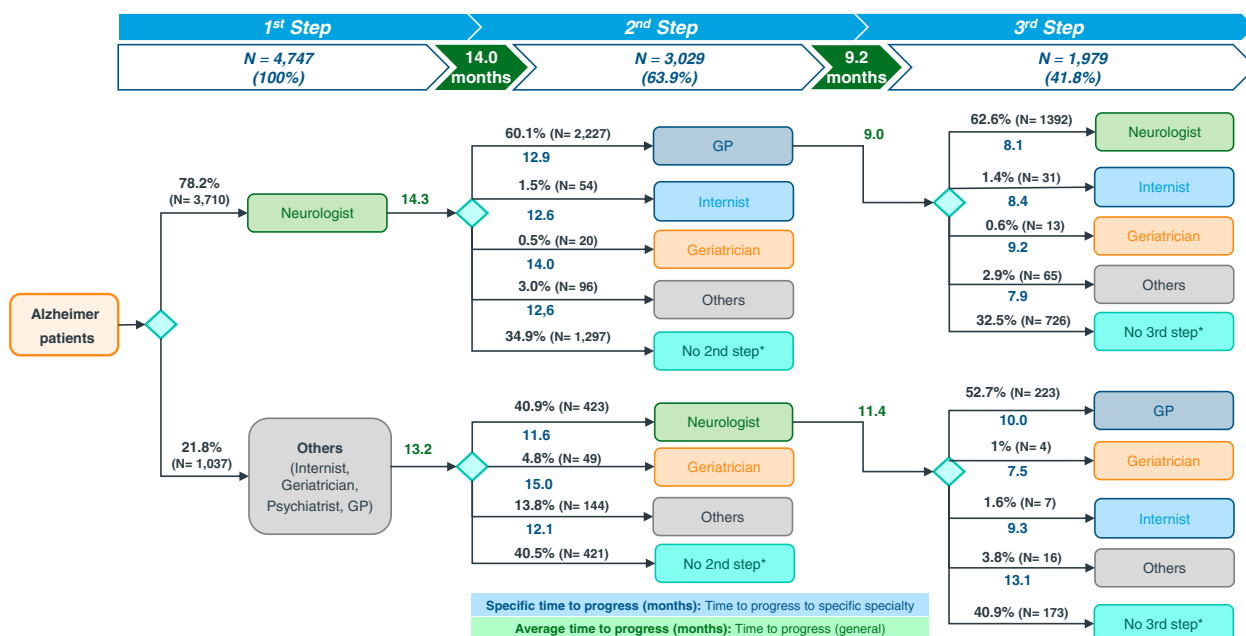 1st Step
2nd Step
3rd Step
N = 4,747
(100%)
14.0
months
N = 3,029
(63.9%)
9.2
months
N = 1,979
(41.8%)
Alzheimer
patients
78.2%
(N= 3,710)
Neurologist
14.3
60.1% (N= 2,227)
12.9
GP
1.5% (N= 54)
12.6
Internist
0.5% (N= 20)
14.0
Geriatrician
3.0% (N= 96)
12,6
Others
34.9% (N= 1,297)
No 2nd step*
9.0
62.6% (N= 1392)
8.1
Neurologist
1.4% (N= 31)
8.4
Internist
0.6% (N= 13)
9.2
Geriatrician
2.9% (N= 65)
7.9
Others
32.5% (N= 726)
No 3rd step*
21.8%
(N= 1,037)
Others
(Internist,
Geriatrician,
Psychiatrist, GP)
13.2
40.9% (N= 423)
11.6
Neurologist
4.8% (N= 49)
15.0
Geriatrician
13.8% (N= 144)
12.1
Others
40.5% (N= 421)
No 2nd step*
11.4
52.7% (N= 223)
10.0
GP
1% (N= 4)
7.5
Geriatrician
1.6% (N= 7)
9.3
Internist
3.8% (N= 16)
13.1
Others
40.9% (N= 173)
No 3rd step*
Specific time to progress (months): Time to progress to specific specialty
Average time to progress (months): Time to progress (general)